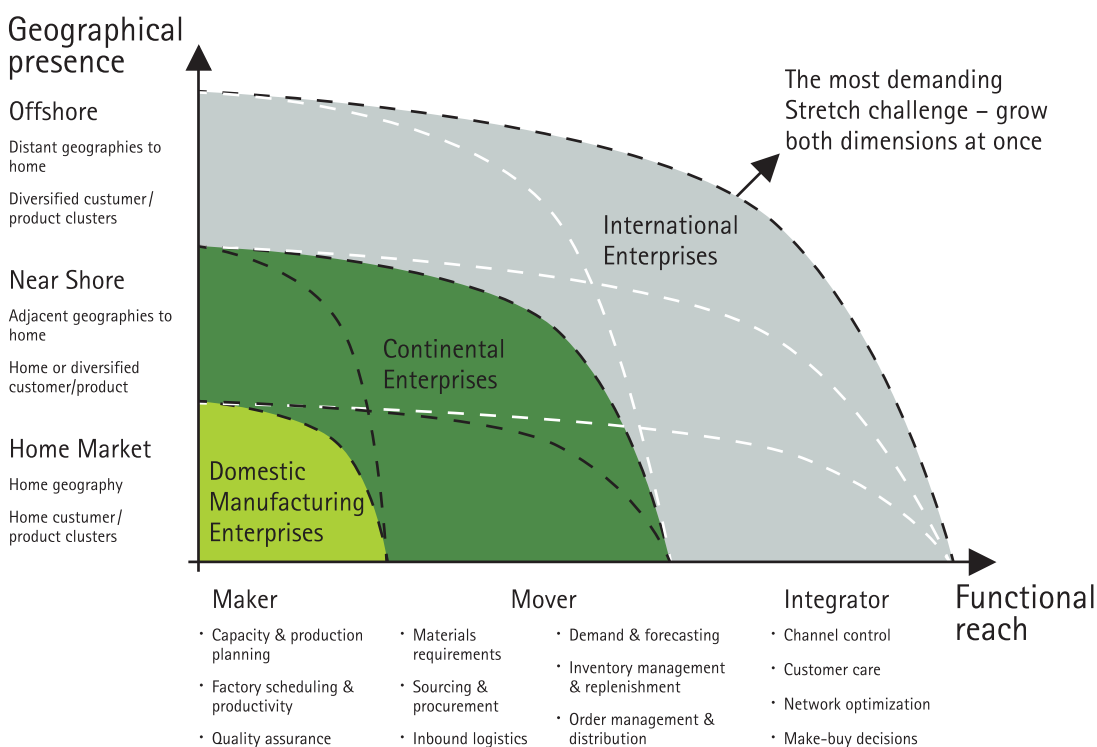 Geographical
presence
Offshore
Distant geographies to
home
Diversified custumer/
product clusters
Near Shore
Adjacent geographies to
home
Home or diversified
customer/product
Home Market
Home geography
Home custumer/
product clusters
The most demanding
Stretch challenge – grow
both dimensions at once
International
Enterprises
Continental
Enterprises
Domestic
Manufacturing
Enterprises
Functional
reach
Maker
· Capacity & production
planning
· Factory scheduling &
productivity
· Quality assurance
Mover
· Materials
requirements
· Sourcing &
procurement
· Inbound logistics
· Demand & forecasting
· Inventory management
& replenishment
· Order management &
distribution
Integrator
· Channel control
· Customer care
· Network optimization
· Make-buy decisions